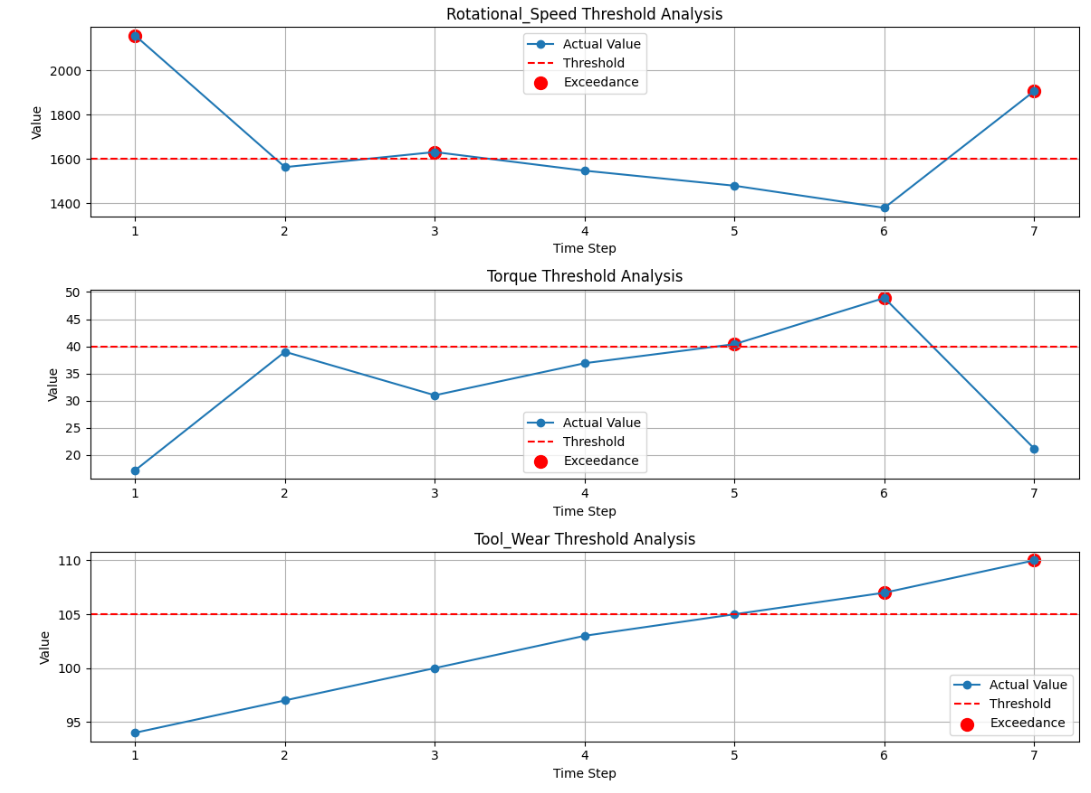 Rotational_Speed Threshold Analysis
2000
1800
1600
1400
Value
Actual Value
Threshold
Exceedance
1 2 3 4 5 6 7
Time Step
Torque Threshold Analysis
50
45
40
35
30
25
20
Value
Actual Value
Threshold
Exceedance
1 2 3 4 5 6 7
Time Step
Tool_Wear Threshold Analysis
110
105
100
95
Value
Actual Value
Threshold
Exceedance
1 2 3 4 5 6 7
Time Step